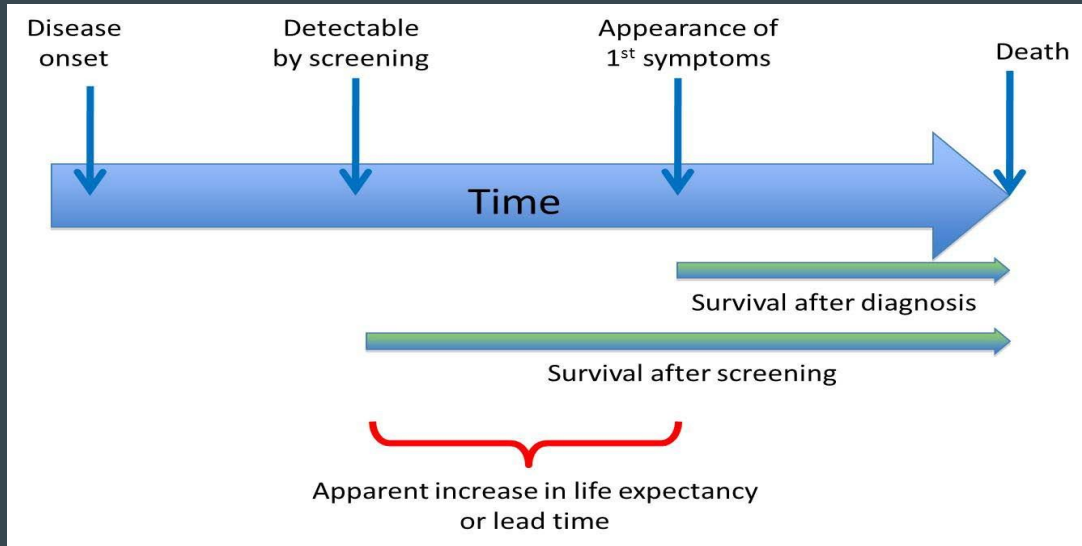 Disease
onset
Detectable
by screening
Appearance of
1st symptoms
Death
Time
Survival after diagnosis
Survival after screening
Apparent increase in life expectancy
or lead time